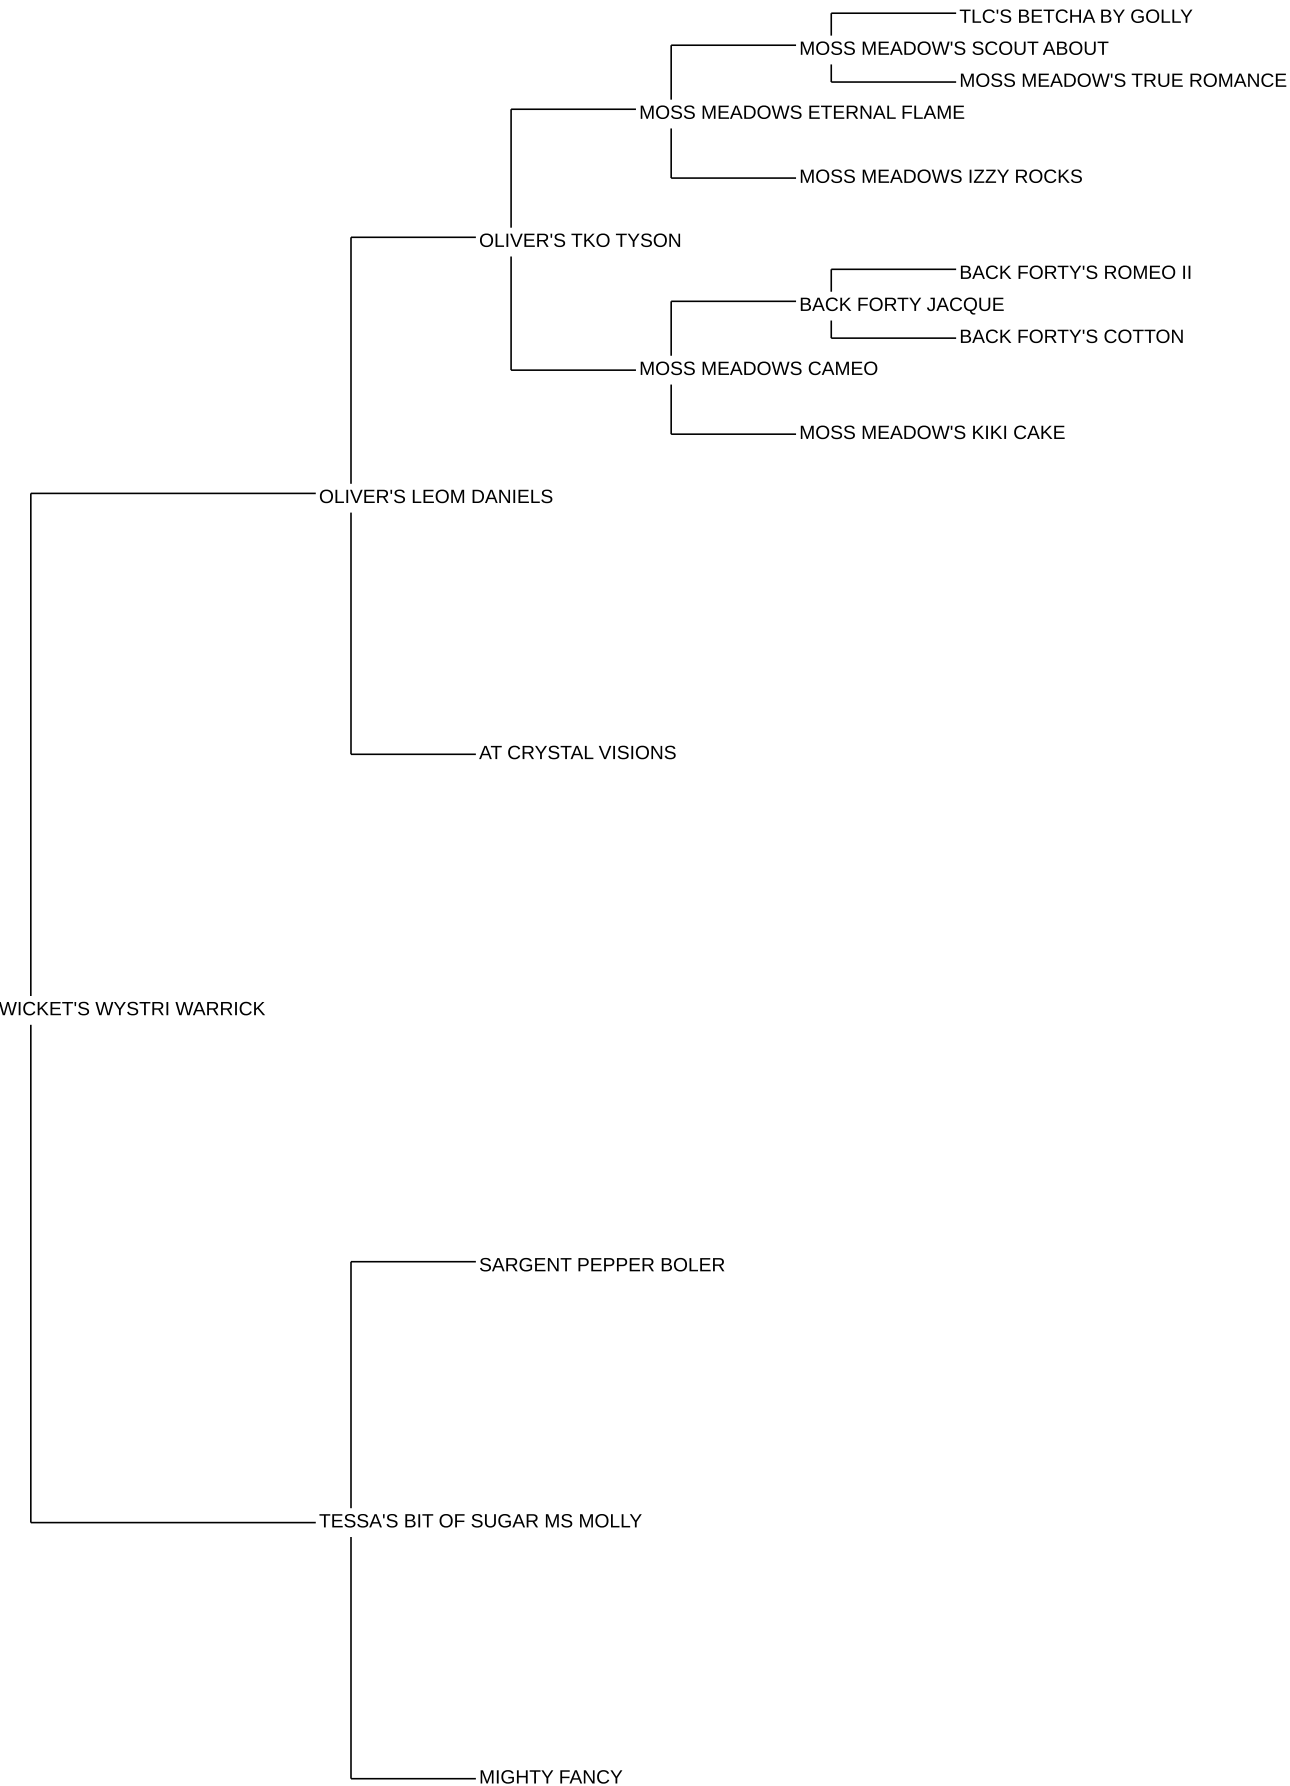 TLC'S BETCHA BY GOLLY
MOSS MEADOW'S SCOUT ABOUT
MOSS MEADOW'S TRUE ROMANCE
MOSS MEADOWS ETERNAL FLAME
MOSS MEADOWS IZZY ROCKS
OLIVER'S TKO TYSON
BACK FORTY'S ROMEO II
BACK FORTY JACQUE
BACK FORTY'S COTTON
MOSS MEADOWS CAMEO
MOSS MEADOW'S KIKI CAKE
OLIVER'S LEOM DANIELS
AT CRYSTAL VISIONS
WICKET'S WYSTRI WARRICK
SARGENT PEPPER BOLER
TESSA'S BIT OF SUGAR MS MOLLY
MIGHTY FANCY